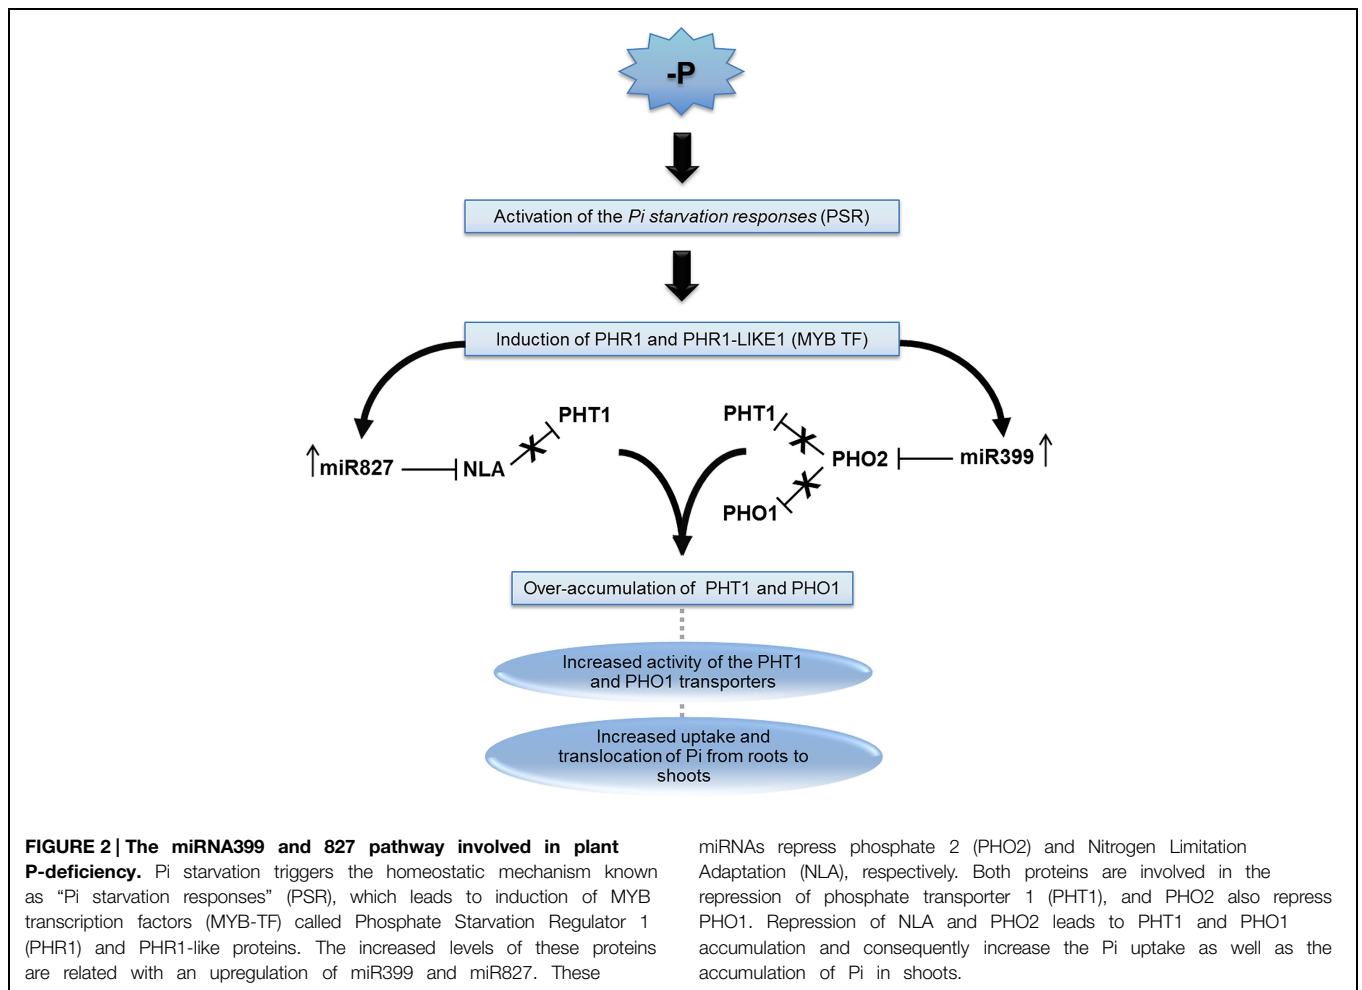 -P
Activation of the Pi starvation responses (PSR)
Induction of PHR1 and PHR1-LIKE1 (MYB TF)
PHT1
PHT1
miR827
NLA
PHO2
miR399
PHO1
Over-accumulation of PHT1 and PHO1
Increased activity of the PHT1
and PHO1 transporters
Increased uptake and
translocation of Pi from roots to
shoots
FIGURE 2 | The miRNA399 and 827 pathway involved in plant
P-deficiency. Pi starvation triggers the homeostatic mechanism known
as “Pi starvation responses” (PSR), which leads to induction of MYB
transcription factors (MYB-TF) called Phosphate Starvation Regulator 1
(PHR1) and PHR1-like proteins. The increased levels of these proteins
are related with an upregulation of miR399 and miR827. These
miRNAs repress phosphate 2 (PHO2) and Nitrogen Limitation
Adaptation (NLA), respectively. Both proteins are involved in the
repression of phosphate transporter 1 (PHT1), and PHO2 also repress
PHO1. Repression of NLA and PHO2 leads to PHT1 and PHO1
accumulation and consequently increase the Pi uptake as well as the
accumulation of Pi in shoots.